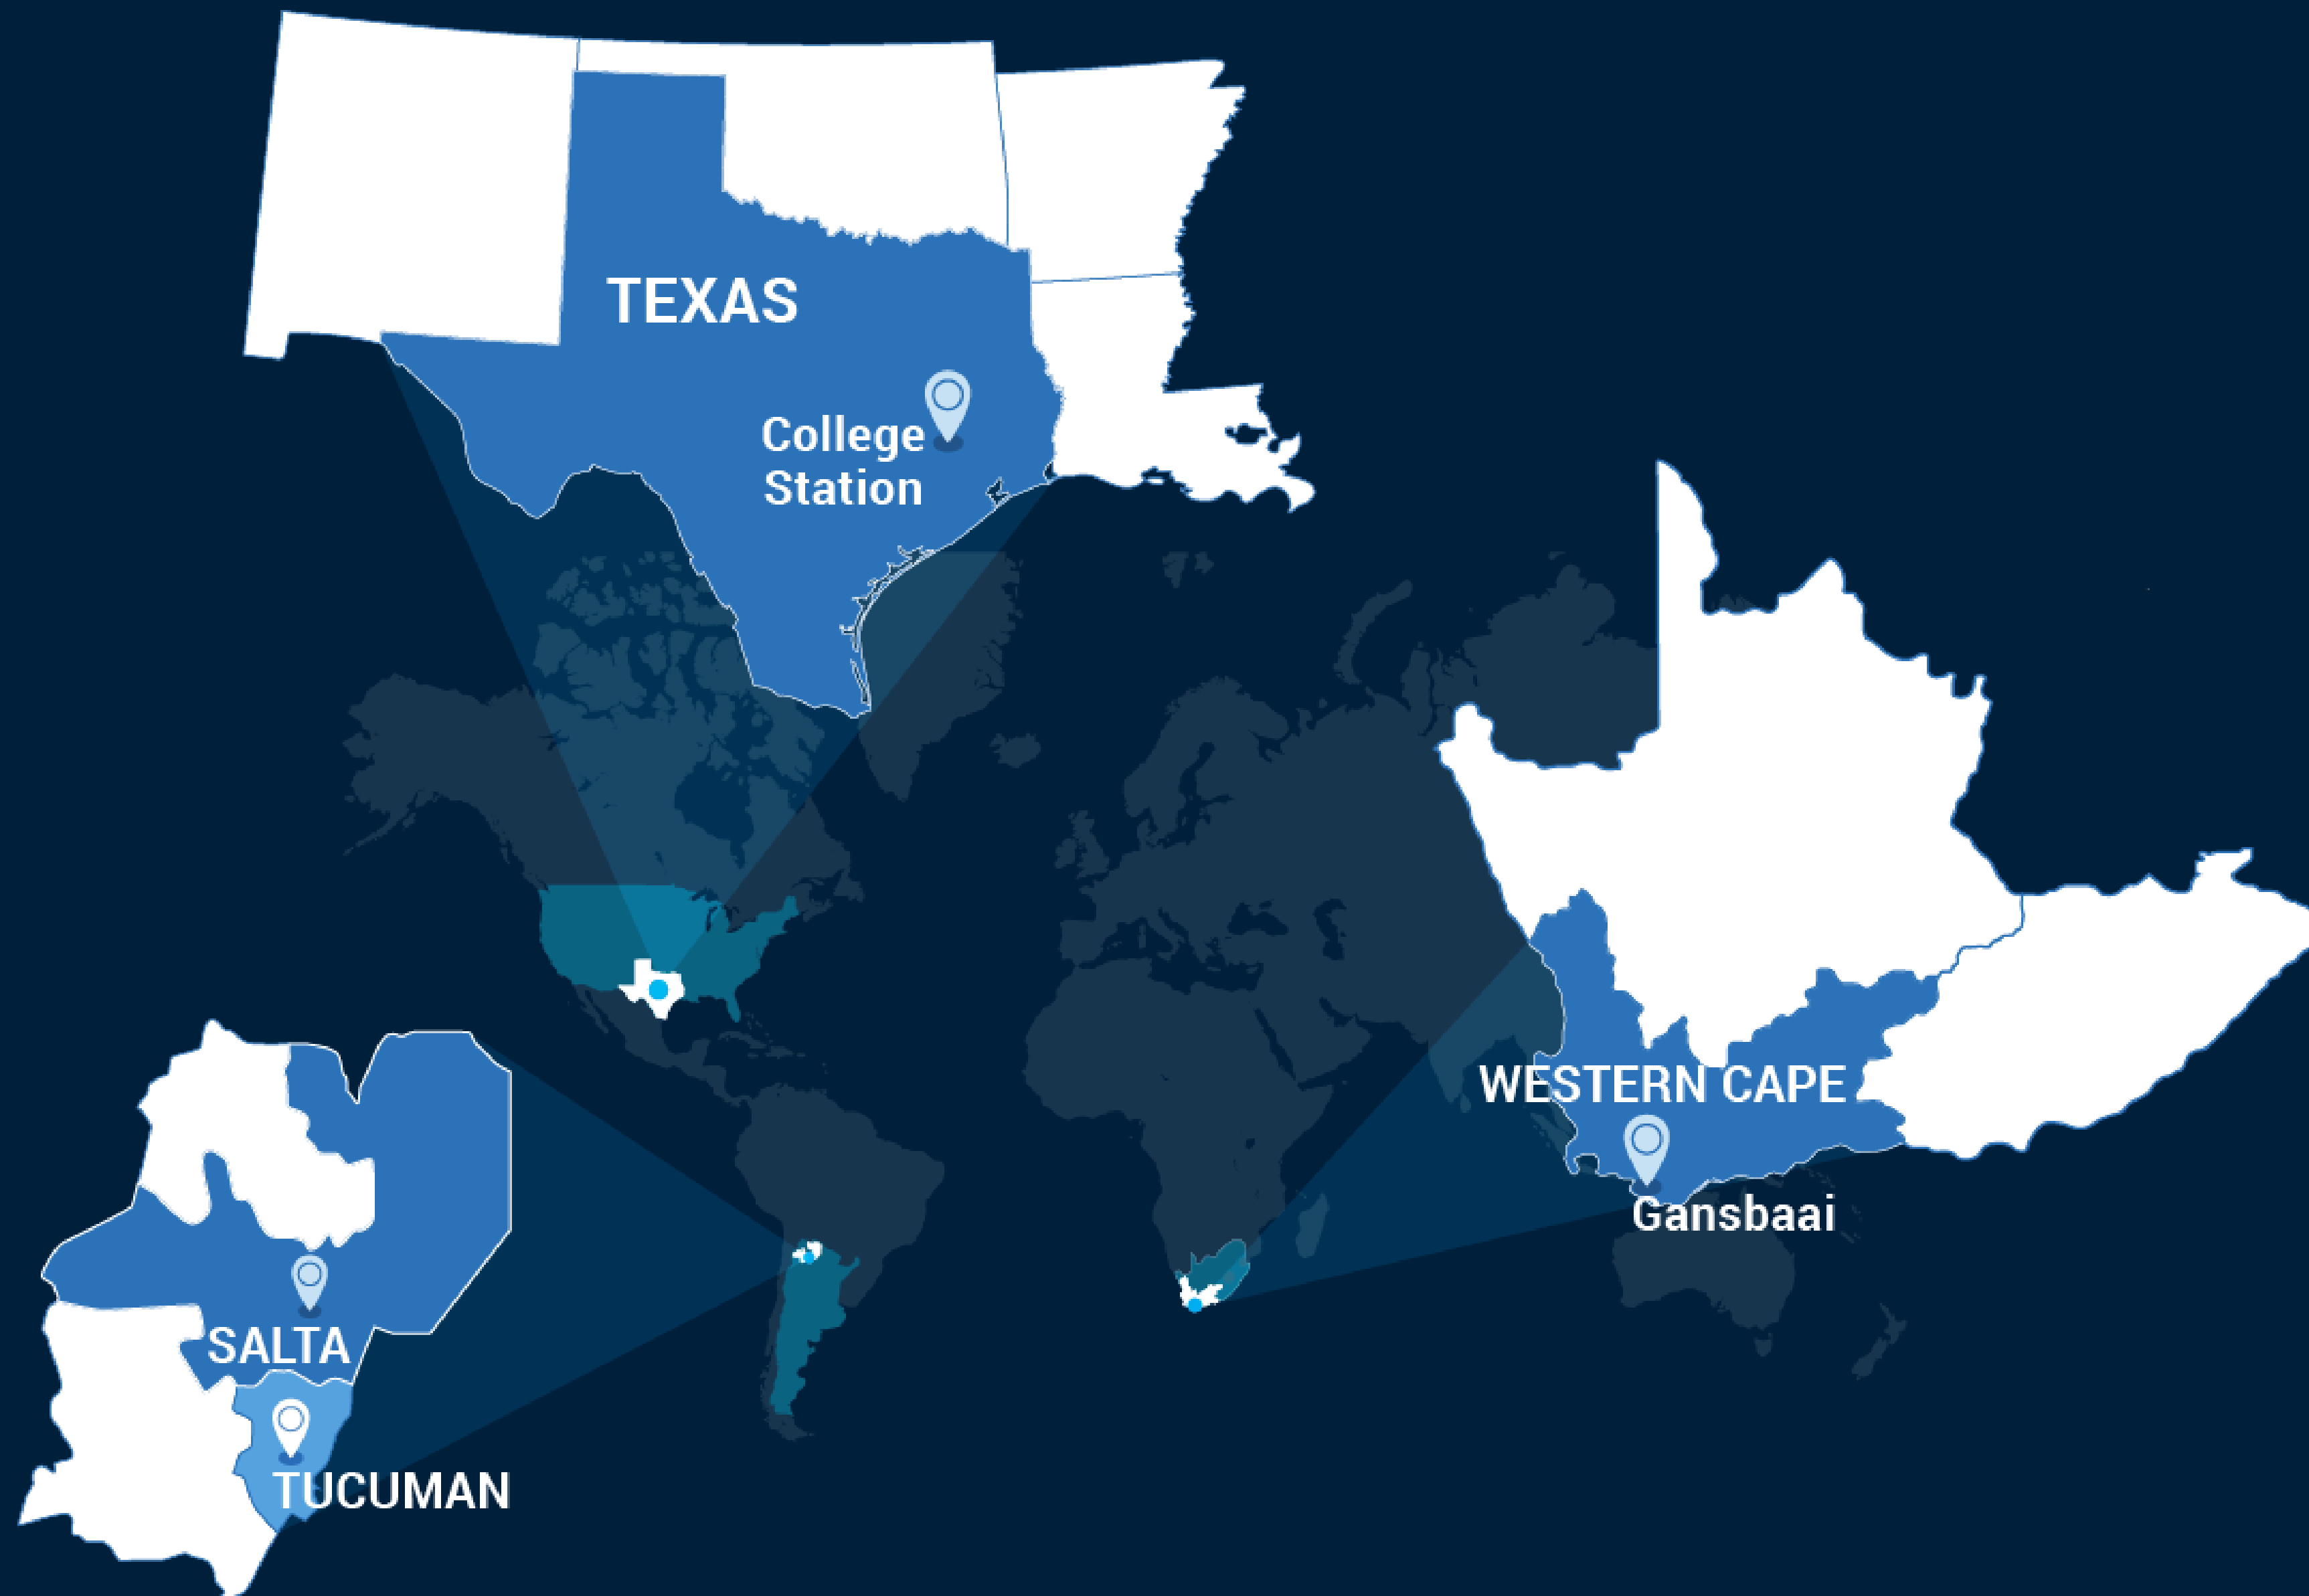 TEXAS
College
Station
WESTERN CAPE
Gansbaai
SALTA
TUCUMAN